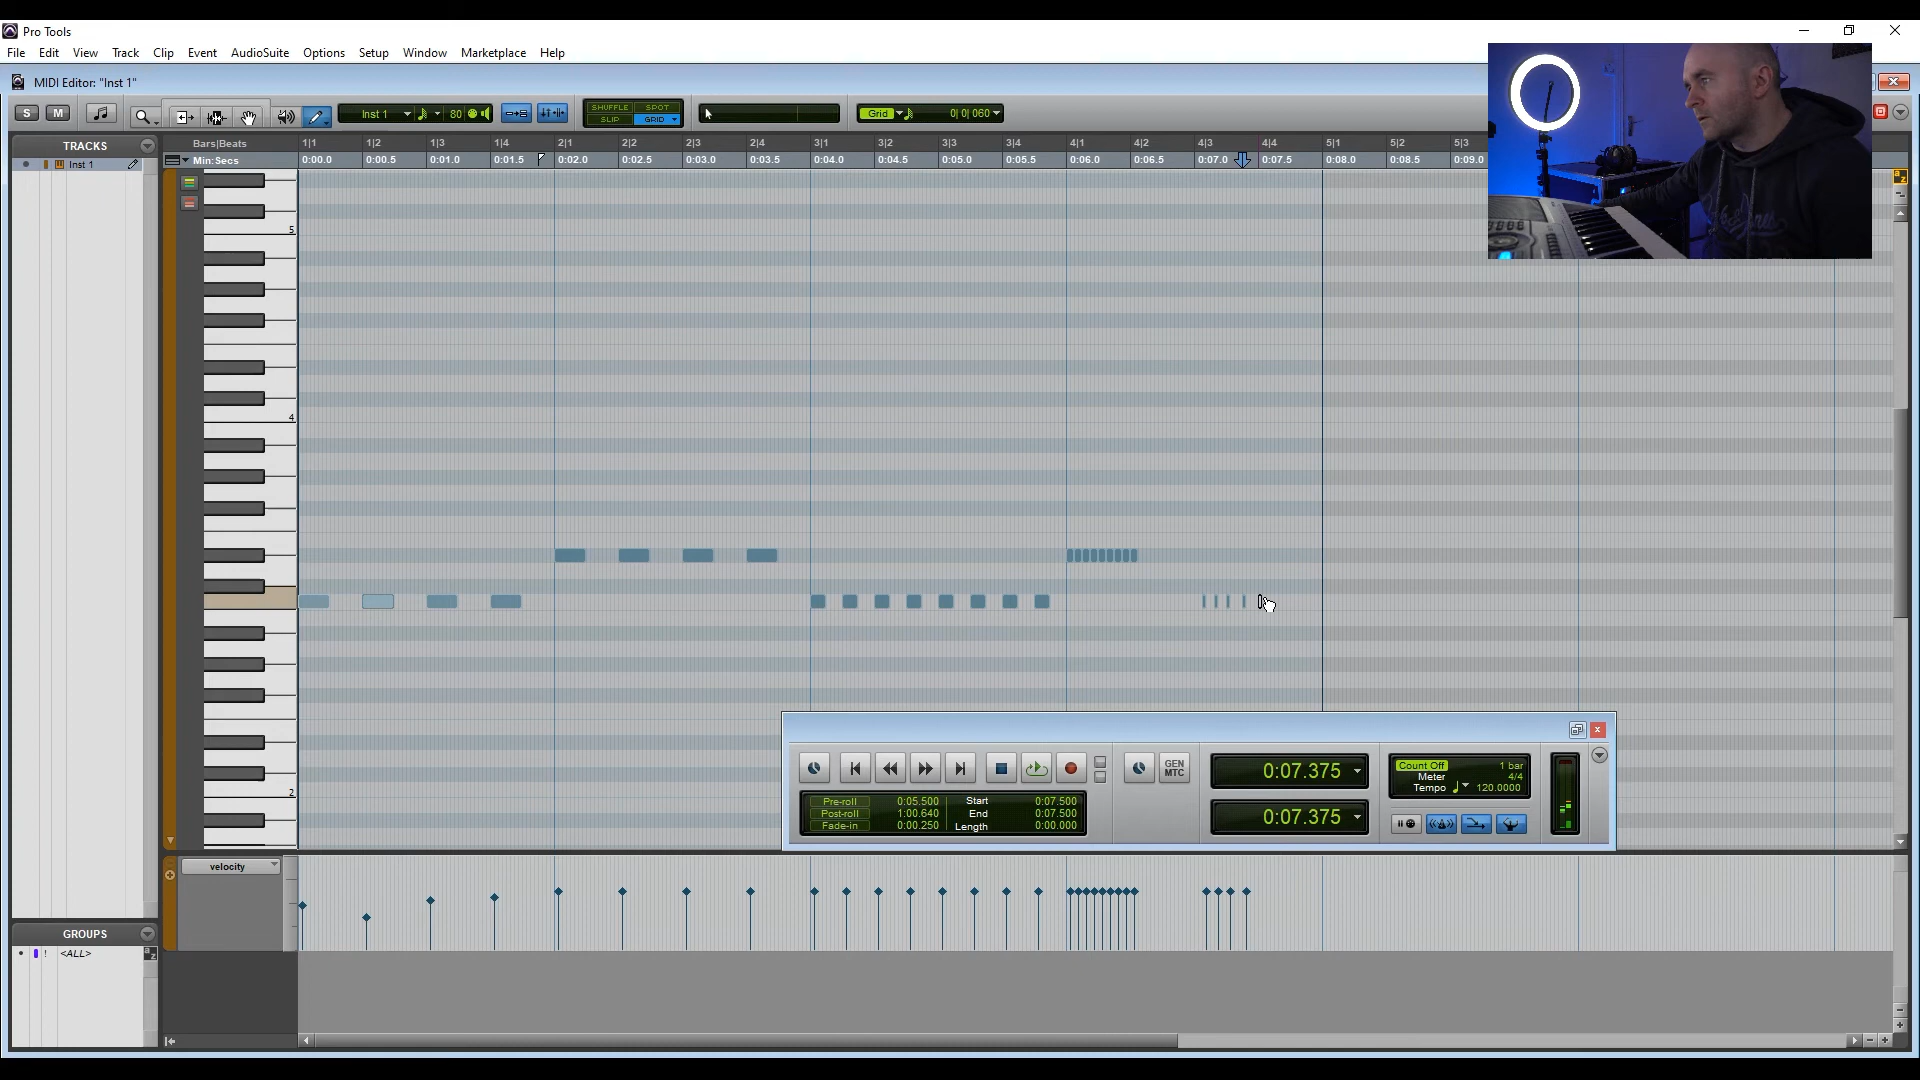 Pro Tools
File Edit View Track Clip Event AudioSuite Options Setup Window Marketplace Help
MIDI Editor: "Inst 1"
S M Inst 1 80 SHUFFLE SPOT Grid 0| 0| 060
SLIP GRID
TRACKS Bars|Beats 1|1 1|2 1|3 1|4 2|1 2|2 2|3 2|4 3|1 3|2 3|3 3|4 4|1 4|2 4|3 4|4 5|1 5|2 5|3
Inst 1 Min:Secs 0:00.0 0:00.5 0:01.0 0:01.5 0:02.0 0:02.5 0:03.0 0:03.5 0:04.0 0:04.5 0:05.0 0:05.5 0:06.0 0:06.5 0:07.0 0:07.5 0:08.0 0:08.5 0:09.0
a
z
5
4
2
GEN
MTC
0:07.375
Count Off 1 bar
Meter 4/4
Tempo 120.0000
Pre-roll 0:05.500 Start 0:07.500
Post-roll 1:00.640 End 0:07.500
Fade-in 0:00.250 Length 0:00.000
0:07.375
velocity
GROUPS
! <ALL>
a
z